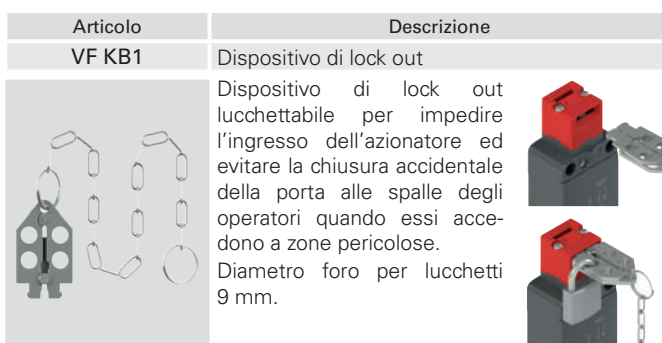 Articolo Descrizione
VF KB1 Dispositivo di lock out
Dispositivo di lock out
lucchettabile per impedire
l'ingresso dell'azionatore ed
evitare la chiusura accidentale
della porta alle spalle degli
operatori quando essi acce-
dono a zone pericolose.
Diametro foro per lucchetti
9 mm.